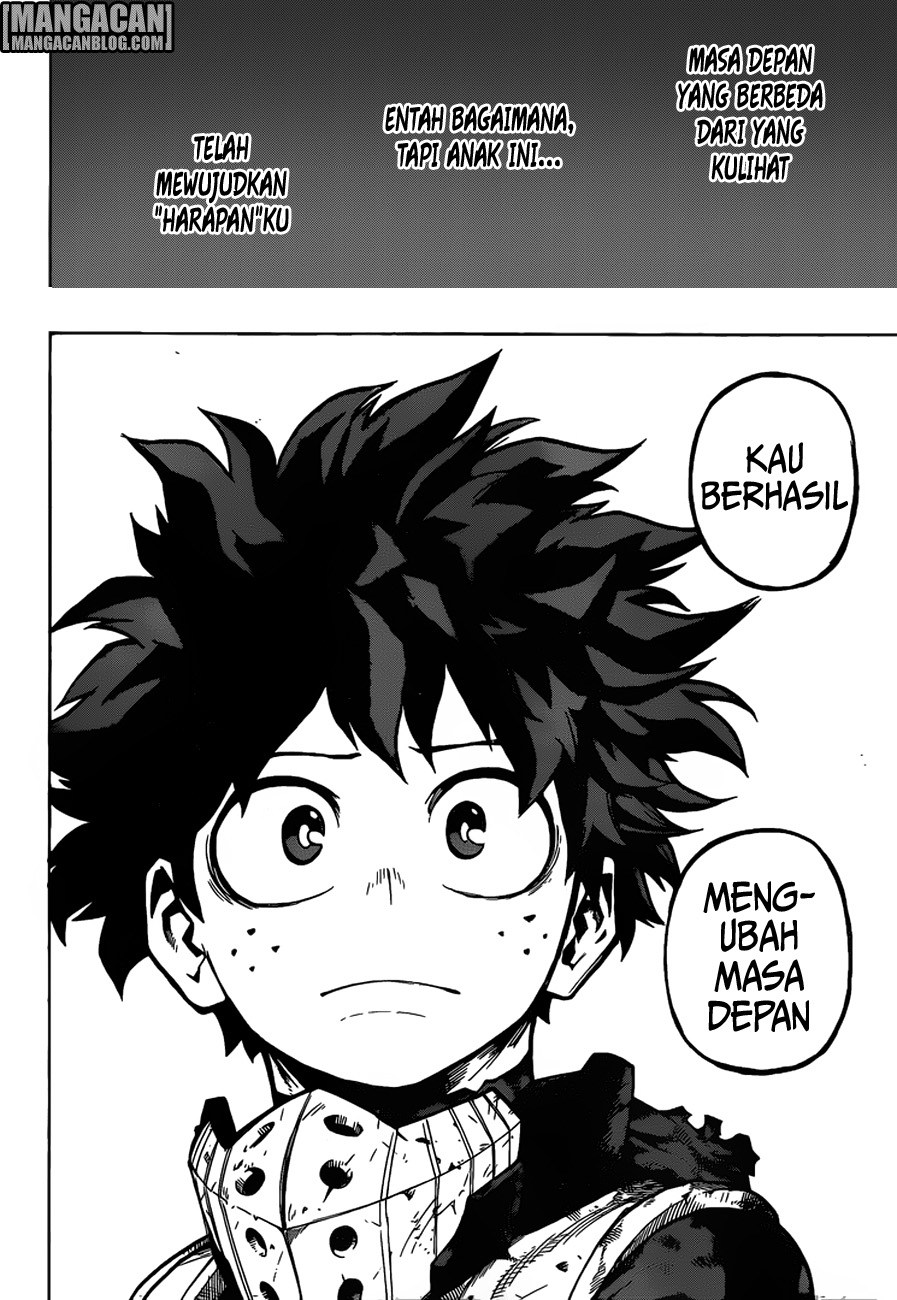 [MANGACAN]
MANGACANBLOG.COM
MASA DEPAN
YANG BERBEDA
DARI YANG
KULIHAT
ENTAH BAGAIMANA,
TAPI ANAK INI...
TELAH
MEWUJUDKAN
"HARAPAN"KU
KAU
BERHASIL
MENG-
UBAH
MASA
DEPAN